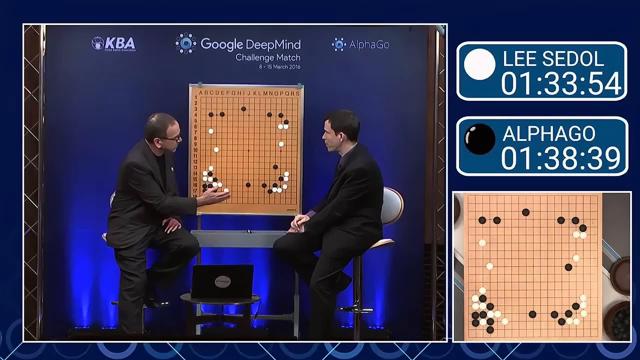 KBA
Google DeepMind
Challenge Match
8 - 15 March 2016
AlphaGo
LEE SEDOL
01:33:54
ALPHAGO
01:38:39